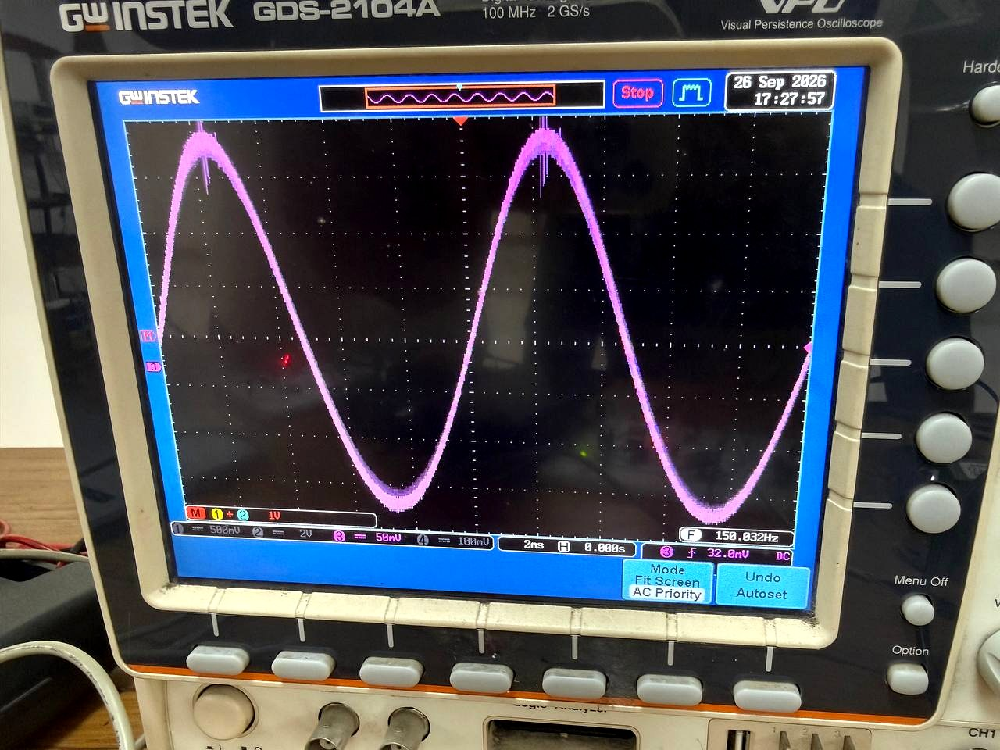 GW INSTEK GDS-2104A
100 MHz 2 GS/s
Visual Persistence Oscilloscope
GW INSTEK
Stop
26 Sep 2026
17:27:57
3
M 1 + 2 1V
1 500mV 2 2V 3 50mV 4 100mV
2ms 0.000s
F 150.032Hz
3 32.0mV DC
Mode
Fit Screen
AC Priority
Undo
Autoset
Menu Off
Option
CH1